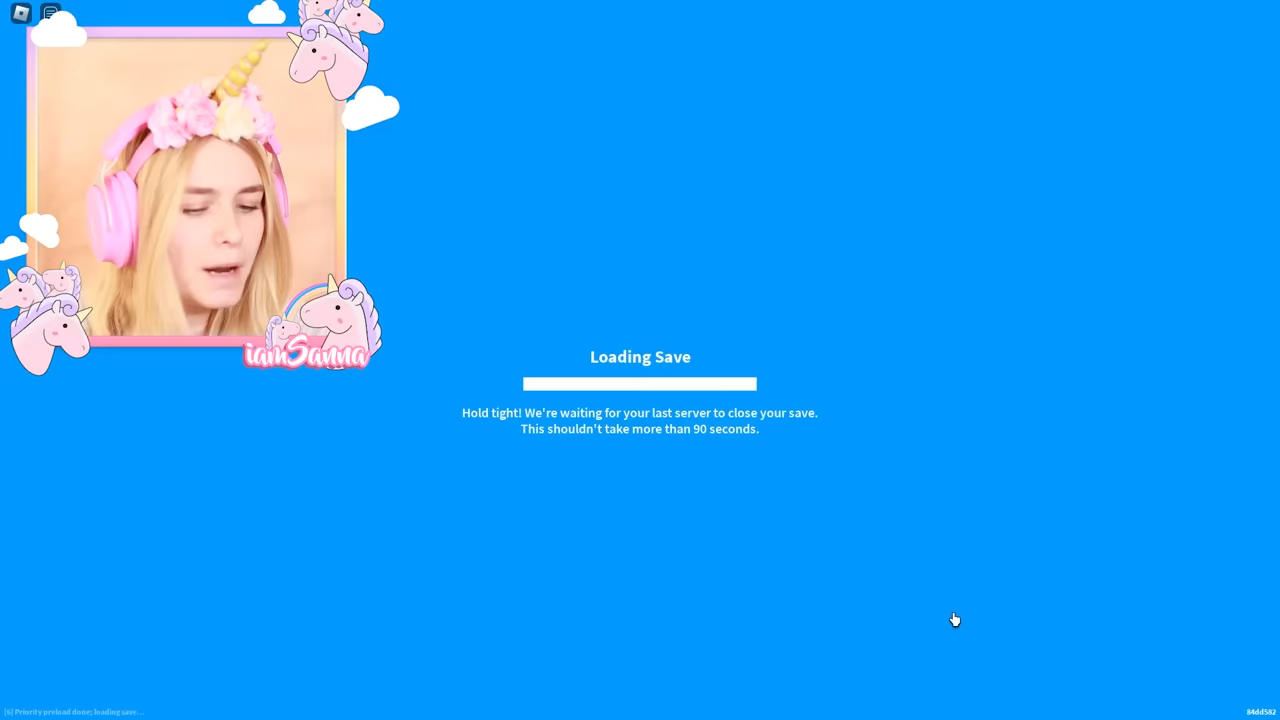 iamSanna
Loading Save
Hold tight! We're waiting for your last server to close your save.
This shouldn't take more than 90 seconds.
[6] Priority preload done; loading save...
84dd582